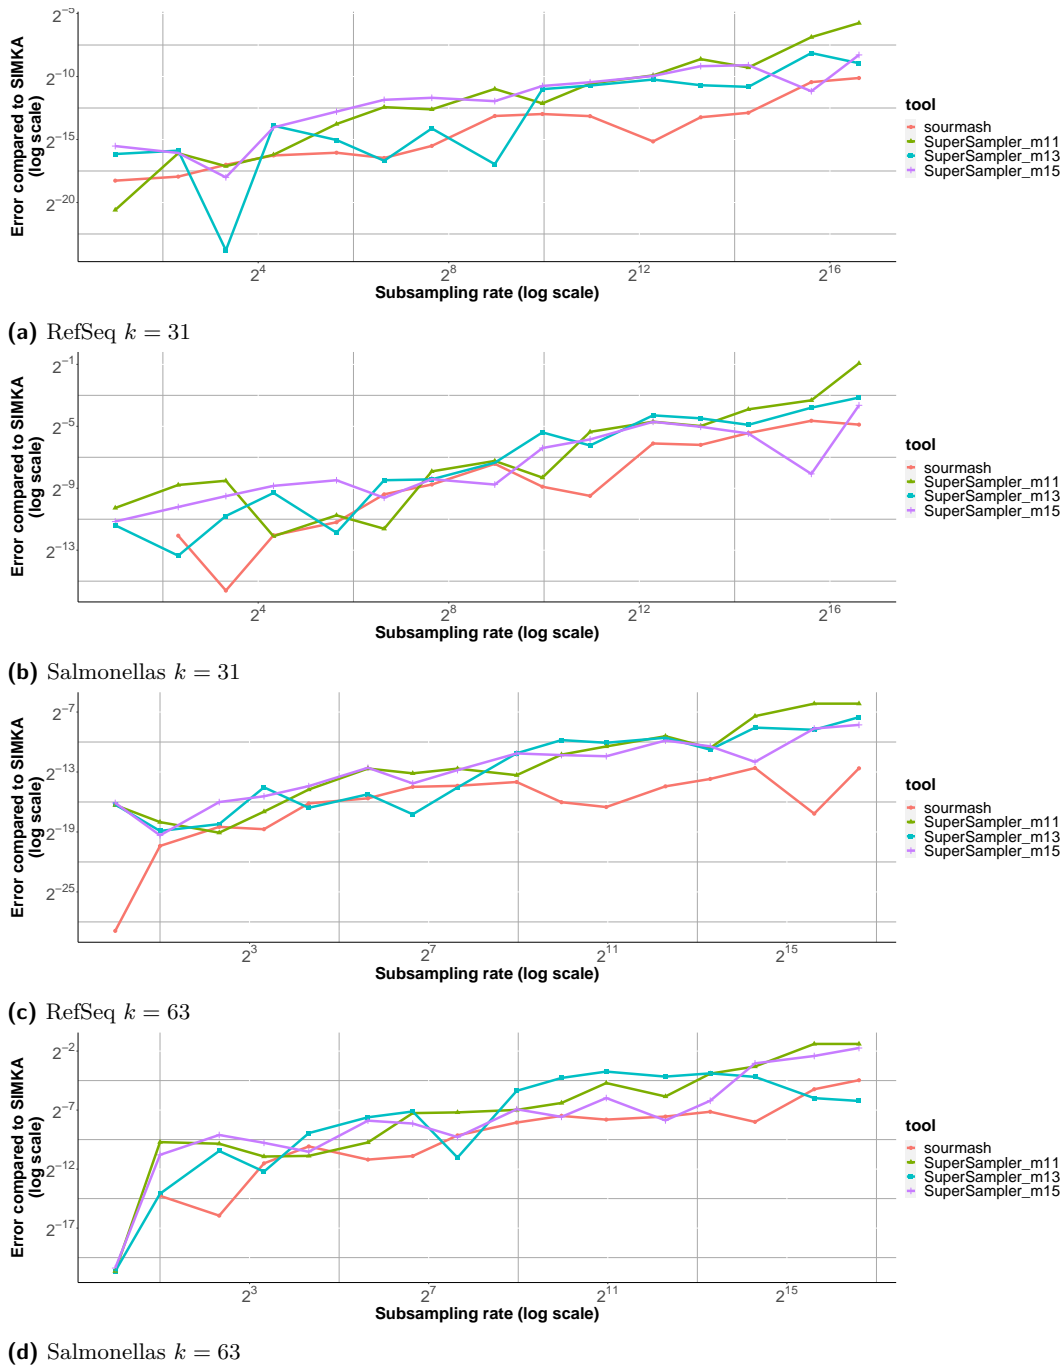 Error compared to SIMKA
(log scale)
2^−5
2^−10
2^−15
2^−20
2^4
2^8
2^12
2^16
Subsampling rate (log scale)
tool
sourmash
SuperSampler_m11
SuperSampler_m13
SuperSampler_m15
(a) RefSeq k = 31
Error compared to SIMKA
(log scale)
2^−1
2^−5
2^−9
2^−13
2^4
2^8
2^12
2^16
Subsampling rate (log scale)
tool
sourmash
SuperSampler_m11
SuperSampler_m13
SuperSampler_m15
(b) Salmonellas k = 31
Error compared to SIMKA
(log scale)
2^−7
2^−13
2^−19
2^−25
2^3
2^7
2^11
2^15
Subsampling rate (log scale)
tool
sourmash
SuperSampler_m11
SuperSampler_m13
SuperSampler_m15
(c) RefSeq k = 63
Error compared to SIMKA
(log scale)
2^−2
2^−7
2^−12
2^−17
2^3
2^7
2^11
2^15
Subsampling rate (log scale)
tool
sourmash
SuperSampler_m11
SuperSampler_m13
SuperSampler_m15
(d) Salmonellas k = 63